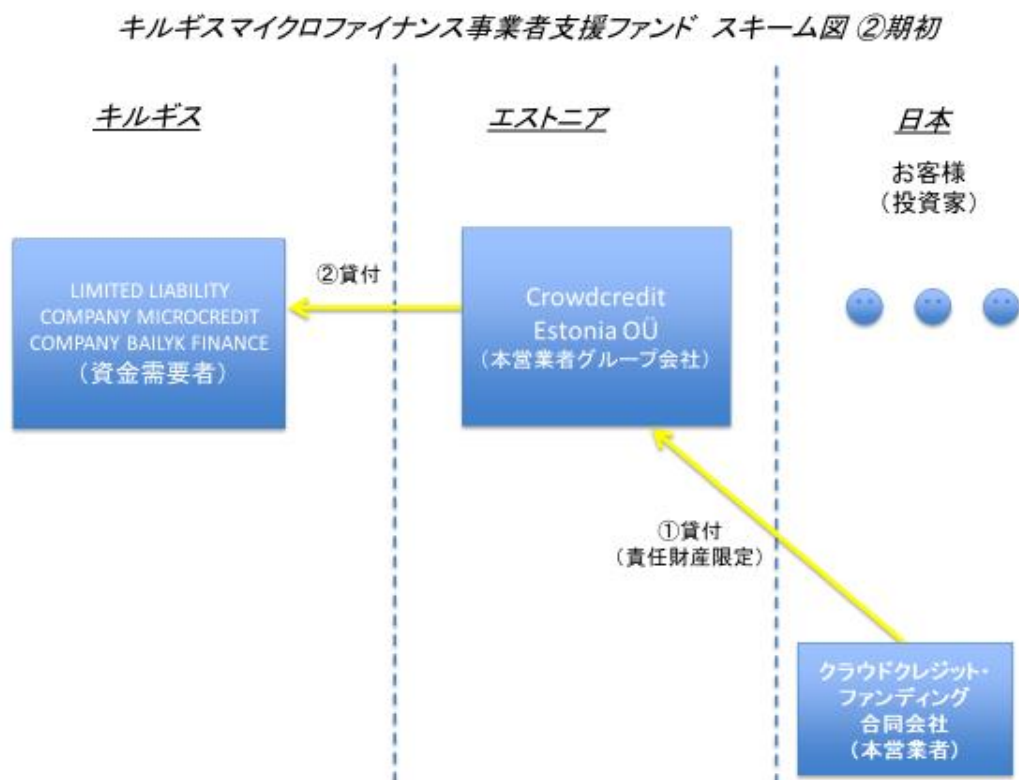 キルギスマイクロファイナンス事業者支援ファンド スキーム図 ②期初
キルギス
エストニア
日本
お客様
（投資家）
LIMITED LIABILITY
COMPANY MICROCREDIT
COMPANY BAILYK FINANCE
（資金需要者）
②貸付
Crowdcredit
Estonia OÜ
（本営業者グループ会社）
①貸付
（責任財産限定）
クラウドクレジット・
ファンディング
合同会社
（本営業者）